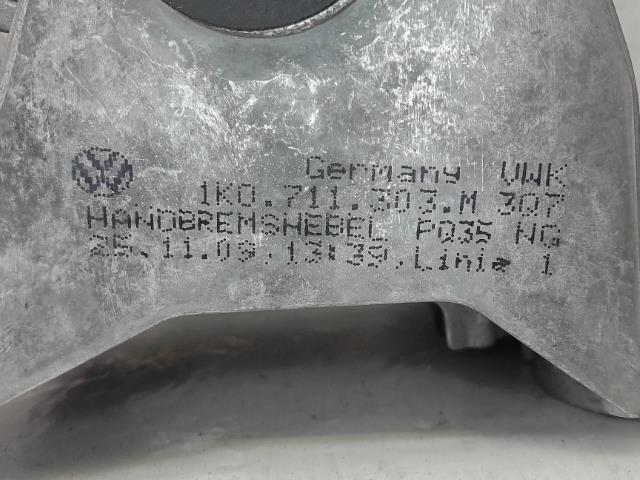 Germany VWK
1K0.711.303.M 307
HANDBREMSHEBEL PQ35 NG
25.11.09.13:39.Linie 1